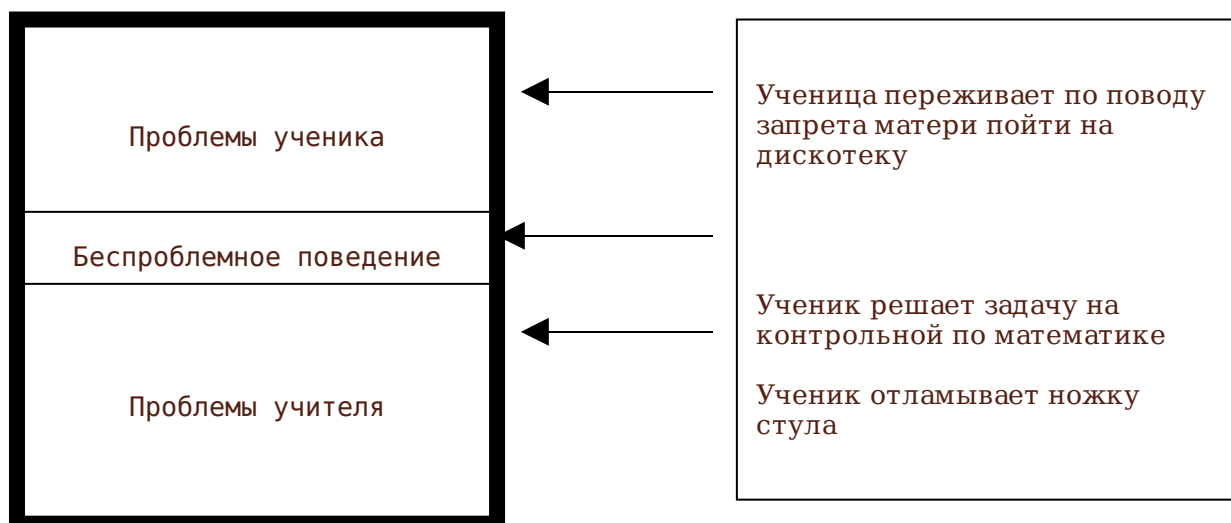 Проблемы ученика
Беспроблемное поведение
Проблемы учителя
Ученица переживает по поводу
запрета матери пойти на
дискотеку
Ученик решает задачу на
контрольной по математике
Ученик отламывает ножку
стула